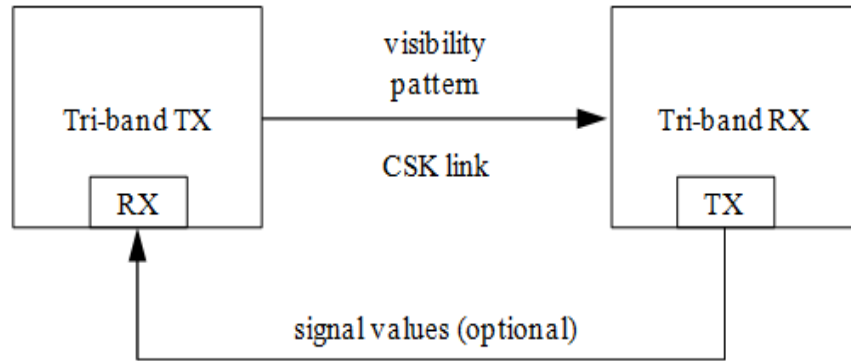 visibility
pattern
Tri-band TX
Tri-band RX
CSK link
RX
TX
signal values (optional)